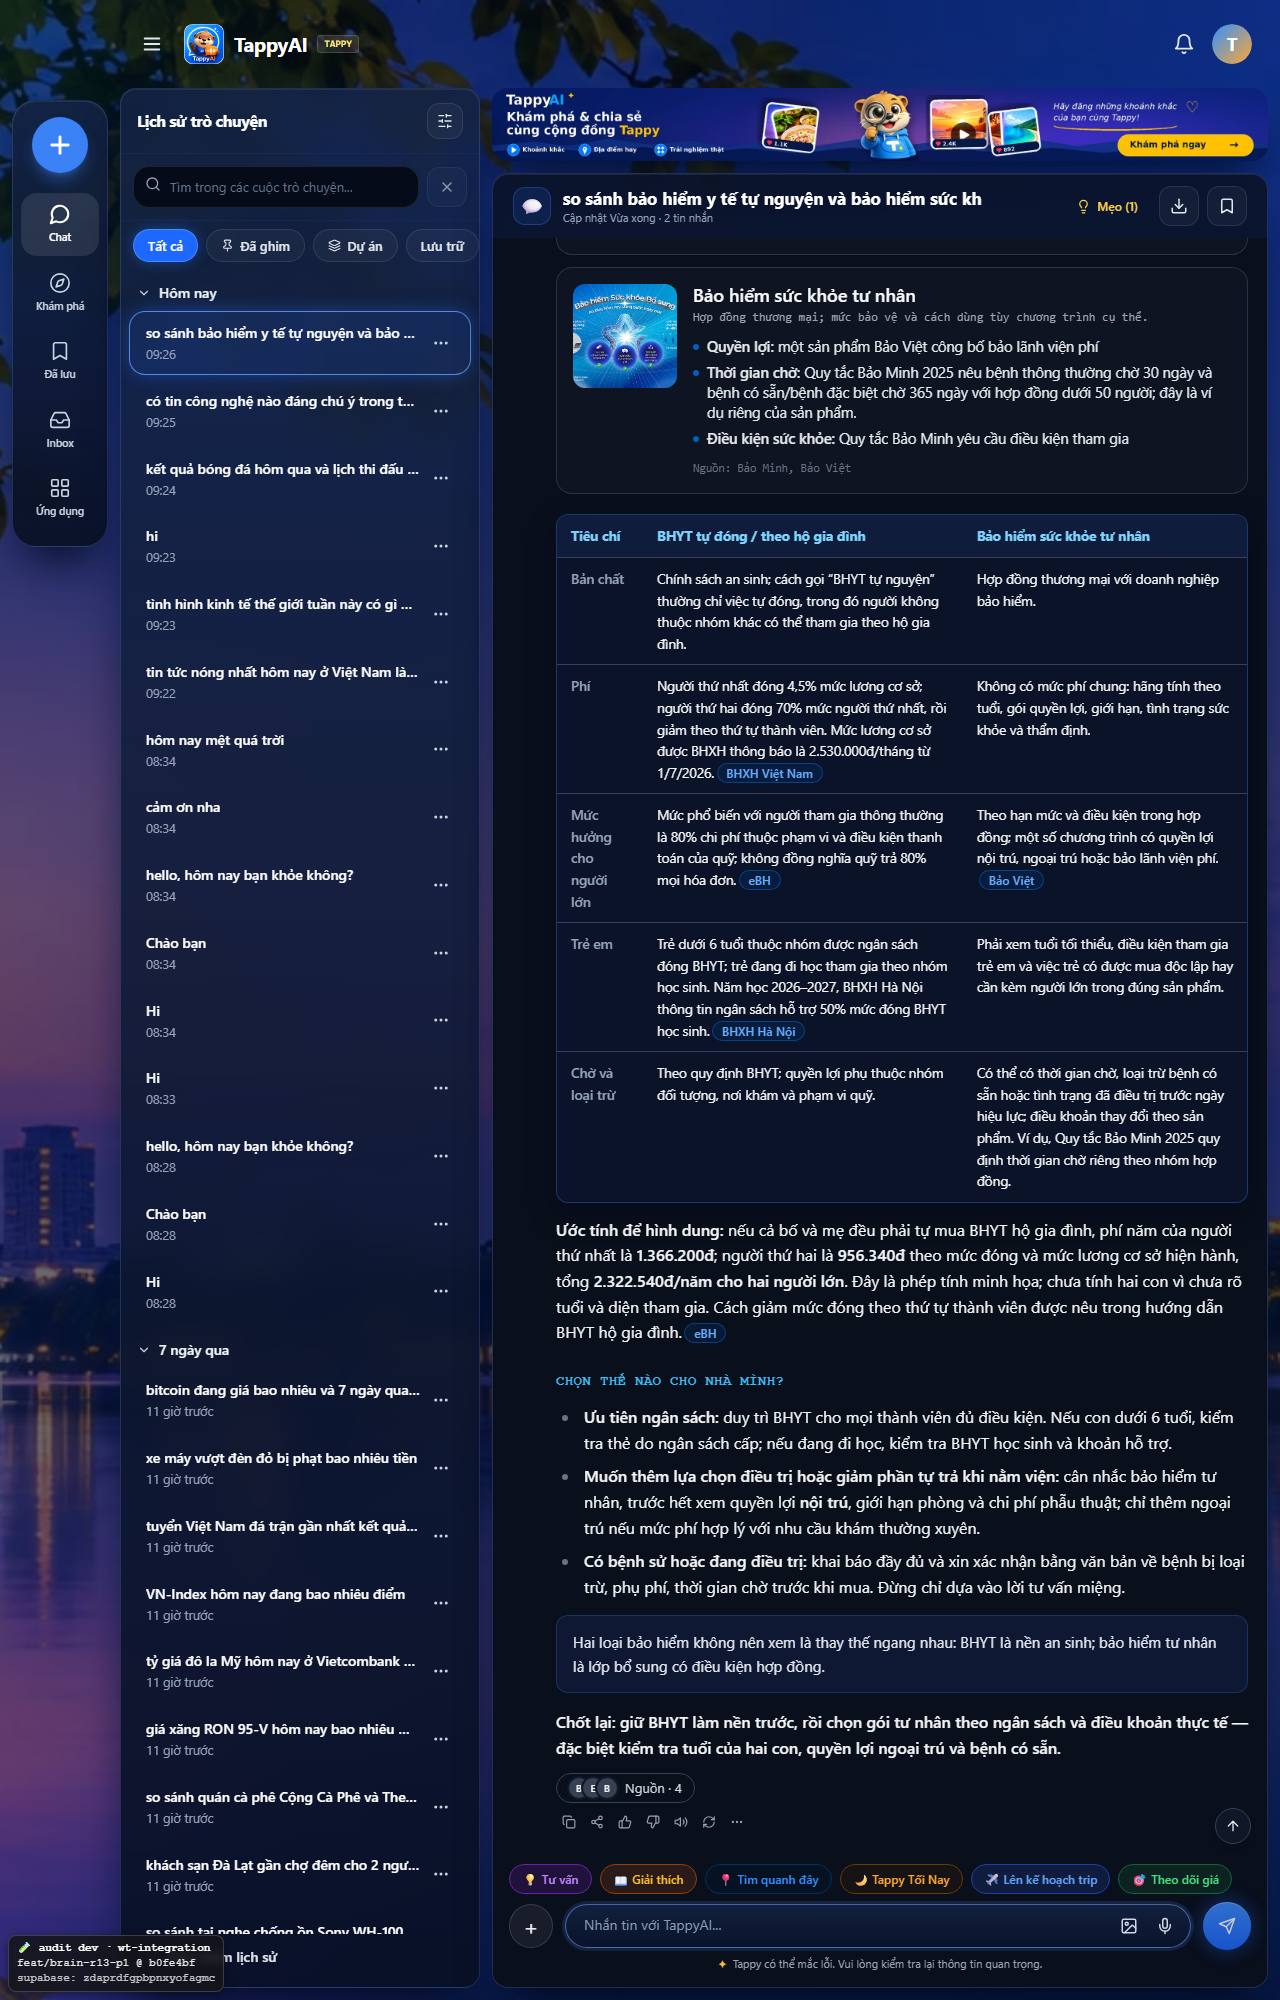 TappyAI
TAPPY
T
Chat
Khám phá
Đã lưu
Inbox
Ứng dụng
Lịch sử trò chuyện
Tìm trong các cuộc trò chuyện...
Tất cả
Đã ghim
Dự án
Lưu trữ
Hôm nay
so sánh bảo hiểm y tế tự nguyện và bảo ...
09:26
có tin công nghệ nào đáng chú ý trong t...
09:25
kết quả bóng đá hôm qua và lịch thi đấu ...
09:24
hi
09:23
tình hình kinh tế thế giới tuần này có gì ...
09:23
tin tức nóng nhất hôm nay ở Việt Nam là...
09:22
hôm nay mệt quá trời
08:34
cảm ơn nha
08:34
hello, hôm nay bạn khỏe không?
08:34
Chào bạn
08:34
Hi
08:34
Hi
08:33
hello, hôm nay bạn khỏe không?
08:28
Chào bạn
08:28
Hi
08:28
7 ngày qua
bitcoin đang giá bao nhiêu và 7 ngày qua...
11 giờ trước
xe máy vượt đèn đỏ bị phạt bao nhiêu tiền
11 giờ trước
tuyển Việt Nam đá trận gần nhất kết quả...
11 giờ trước
VN-Index hôm nay đang bao nhiêu điểm
11 giờ trước
tỷ giá đô la Mỹ hôm nay ở Vietcombank ...
11 giờ trước
giá xăng RON 95-V hôm nay bao nhiêu ...
11 giờ trước
so sánh quán cà phê Cộng Cà Phê và The...
11 giờ trước
khách sạn Đà Lạt gần chợ đêm cho 2 ngư...
11 giờ trước
so sánh tai nghe chống ồn Sony WH-100
lịch sử
audit dev · wt-integration
feat/brain-r13-p1 @ b0fe4bf
supabase: zdaprdfgpbpnxyofagmc
TappyAI
Khám phá & chia sẻ
cùng cộng đồng Tappy
Khoảnh khắc
Địa điểm hay
Trải nghiệm thật
1.4K
2.4K
892
Hãy đăng những khoảnh khắc
của bạn cùng Tappy!
Khám phá ngay →
so sánh bảo hiểm y tế tự nguyện và bảo hiểm sức kh
Cập nhật Vừa xong · 2 tin nhắn
Mẹo (1)
Bảo hiểm Sức khỏe Bổ sung
Bảo hiểm sức khỏe tư nhân
Hợp đồng thương mại; mức bảo vệ và cách dùng tùy chương trình cụ thể.
Quyền lợi: một sản phẩm Bảo Việt công bố bảo lãnh viện phí
Thời gian chờ: Quy tắc Bảo Minh 2025 nêu bệnh thông thường chờ 30 ngày và
bệnh có sẵn/bệnh đặc biệt chờ 365 ngày với hợp đồng dưới 50 người; đây là ví
dụ riêng của sản phẩm.
Điều kiện sức khỏe: Quy tắc Bảo Minh yêu cầu điều kiện tham gia
Nguồn: Bảo Minh, Bảo Việt
Tiêu chí
BHYT tự đóng / theo hộ gia đình
Bảo hiểm sức khỏe tư nhân
Bản chất
Chính sách an sinh; cách gọi “BHYT tự nguyện”
thường chỉ việc tự đóng, trong đó người không
thuộc nhóm khác có thể tham gia theo hộ gia
đình.
Hợp đồng thương mại với doanh nghiệp
bảo hiểm.
Phí
Người thứ nhất đóng 4,5% mức lương cơ sở;
người thứ hai đóng 70% mức người thứ nhất, rồi
giảm theo thứ tự thành viên. Mức lương cơ sở
được BHXH thông báo là 2.530.000đ/tháng từ
1/7/2026. BHXH Việt Nam
Không có mức phí chung: hãng tính theo
tuổi, gói quyền lợi, giới hạn, tình trạng sức
khỏe và thẩm định.
Mức
hưởng
cho
người
lớn
Mức phổ biến với người tham gia thông thường
là 80% chi phí thuộc phạm vi và điều kiện thanh
toán của quỹ; không đồng nghĩa quỹ trả 80%
mọi hóa đơn. eBH
Theo hạn mức và điều kiện trong hợp
đồng; một số chương trình có quyền lợi
nội trú, ngoại trú hoặc bảo lãnh viện phí.
Bảo Việt
Trẻ em
Trẻ dưới 6 tuổi thuộc nhóm được ngân sách
đóng BHYT; trẻ đang đi học tham gia theo nhóm
học sinh. Năm học 2026–2027, BHXH Hà Nội
thông tin ngân sách hỗ trợ 50% mức đóng BHYT
học sinh. BHXH Hà Nội
Phải xem tuổi tối thiểu, điều kiện tham gia
trẻ em và việc trẻ có được mua độc lập hay
cần kèm người lớn trong đúng sản phẩm.
Chờ và
loại trừ
Theo quy định BHYT; quyền lợi phụ thuộc nhóm
đối tượng, nơi khám và phạm vi quỹ.
Có thể có thời gian chờ, loại trừ bệnh có
sẵn hoặc tình trạng đã điều trị trước ngày
hiệu lực; điều khoản thay đổi theo sản
phẩm. Ví dụ, Quy tắc Bảo Minh 2025 quy
định thời gian chờ riêng theo nhóm hợp
đồng.
Ước tính để hình dung: nếu cả bố và mẹ đều phải tự mua BHYT hộ gia đình, phí năm của người
thứ nhất là 1.366.200đ; người thứ hai là 956.340đ theo mức đóng và mức lương cơ sở hiện hành,
tổng 2.322.540đ/năm cho hai người lớn. Đây là phép tính minh họa; chưa tính hai con vì chưa rõ
tuổi và diện tham gia. Cách giảm mức đóng theo thứ tự thành viên được nêu trong hướng dẫn
BHYT hộ gia đình. eBH
CHỌN THẾ NÀO CHO NHÀ MÌNH?
Ưu tiên ngân sách: duy trì BHYT cho mọi thành viên đủ điều kiện. Nếu con dưới 6 tuổi, kiểm
tra thẻ do ngân sách cấp; nếu đang đi học, kiểm tra BHYT học sinh và khoản hỗ trợ.
Muốn thêm lựa chọn điều trị hoặc giảm phần tự trả khi nằm viện: cân nhắc bảo hiểm tư
nhân, trước hết xem quyền lợi nội trú, giới hạn phòng và chi phí phẫu thuật; chỉ thêm ngoại
trú nếu mức phí hợp lý với nhu cầu khám thường xuyên.
Có bệnh sử hoặc đang điều trị: khai báo đầy đủ và xin xác nhận bằng văn bản về bệnh bị loại
trừ, phụ phí, thời gian chờ trước khi mua. Đừng chỉ dựa vào lời tư vấn miệng.
Hai loại bảo hiểm không nên xem là thay thế ngang nhau: BHYT là nền an sinh; bảo hiểm tư nhân
là lớp bổ sung có điều kiện hợp đồng.
Chốt lại: giữ BHYT làm nền trước, rồi chọn gói tư nhân theo ngân sách và điều khoản thực tế —
đặc biệt kiểm tra tuổi của hai con, quyền lợi ngoại trú và bệnh có sẵn.
B E B Nguồn · 4
Tư vấn
Giải thích
Tìm quanh đây
Tappy Tối Nay
Lên kế hoạch trip
Theo dõi giá
Nhắn tin với TappyAI...
Tappy có thể mắc lỗi. Vui lòng kiểm tra lại thông tin quan trọng.